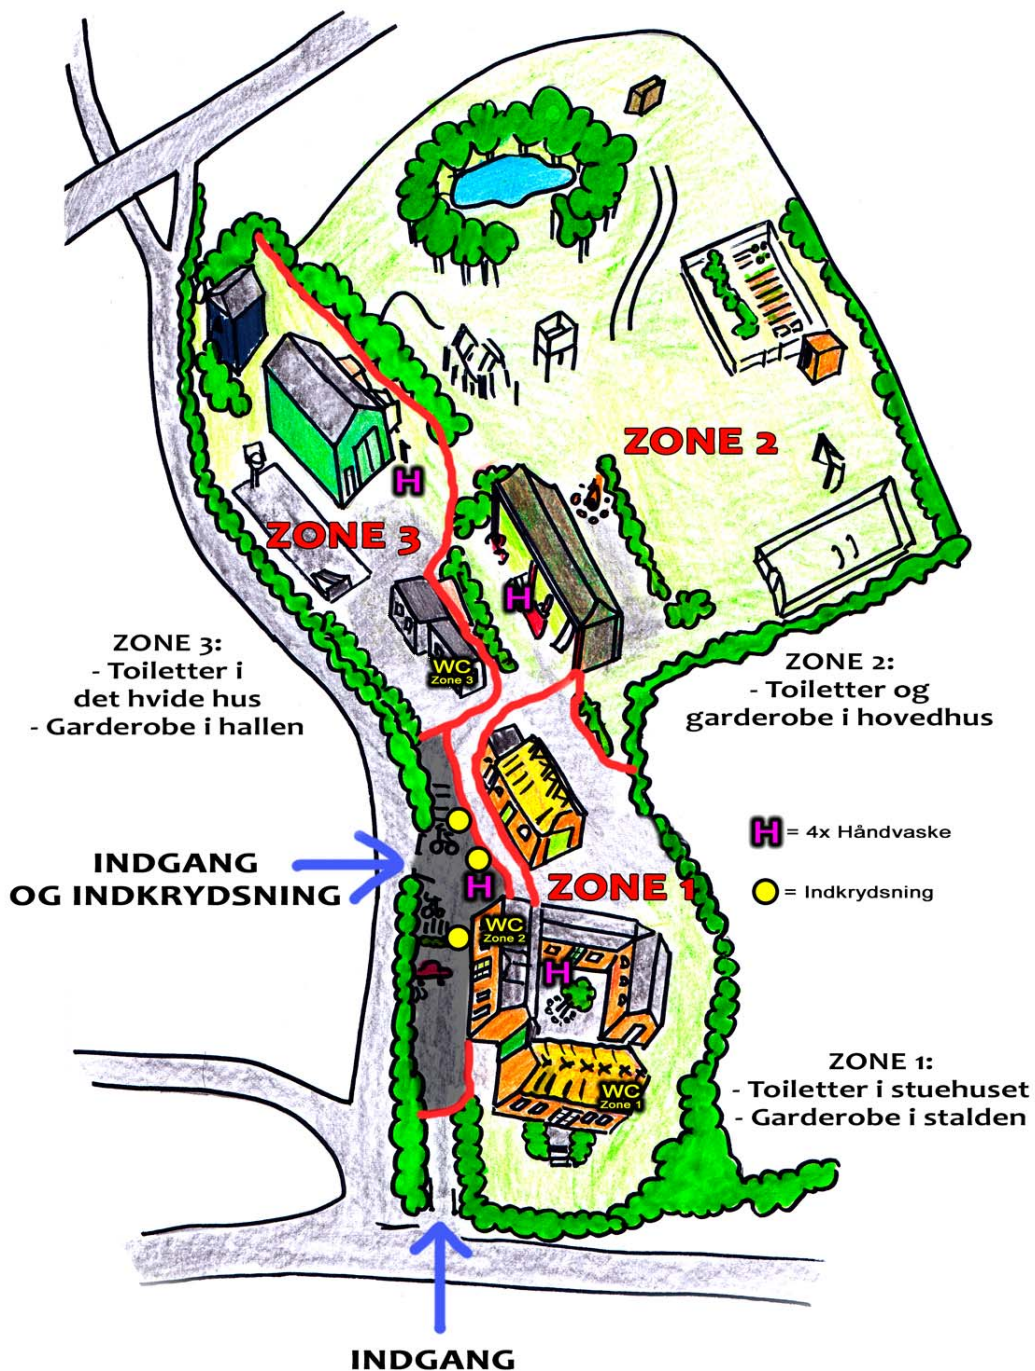 ZONE 2
H
ZONE 3
H
ZONE 3:
- Toiletter i
det hvide hus
- Garderobe i hallen
WC
Zone 3
ZONE 2:
- Toiletter og
garderobe i hovedhus
H = 4x Håndvaske
INDGANG
OG INDKRYDSNING
H
ZONE 1
= Indkrydsning
WC
Zone 2
H
ZONE 1:
- Toiletter i stuehuset
- Garderobe i stalden
WC
Zone 1
INDGANG